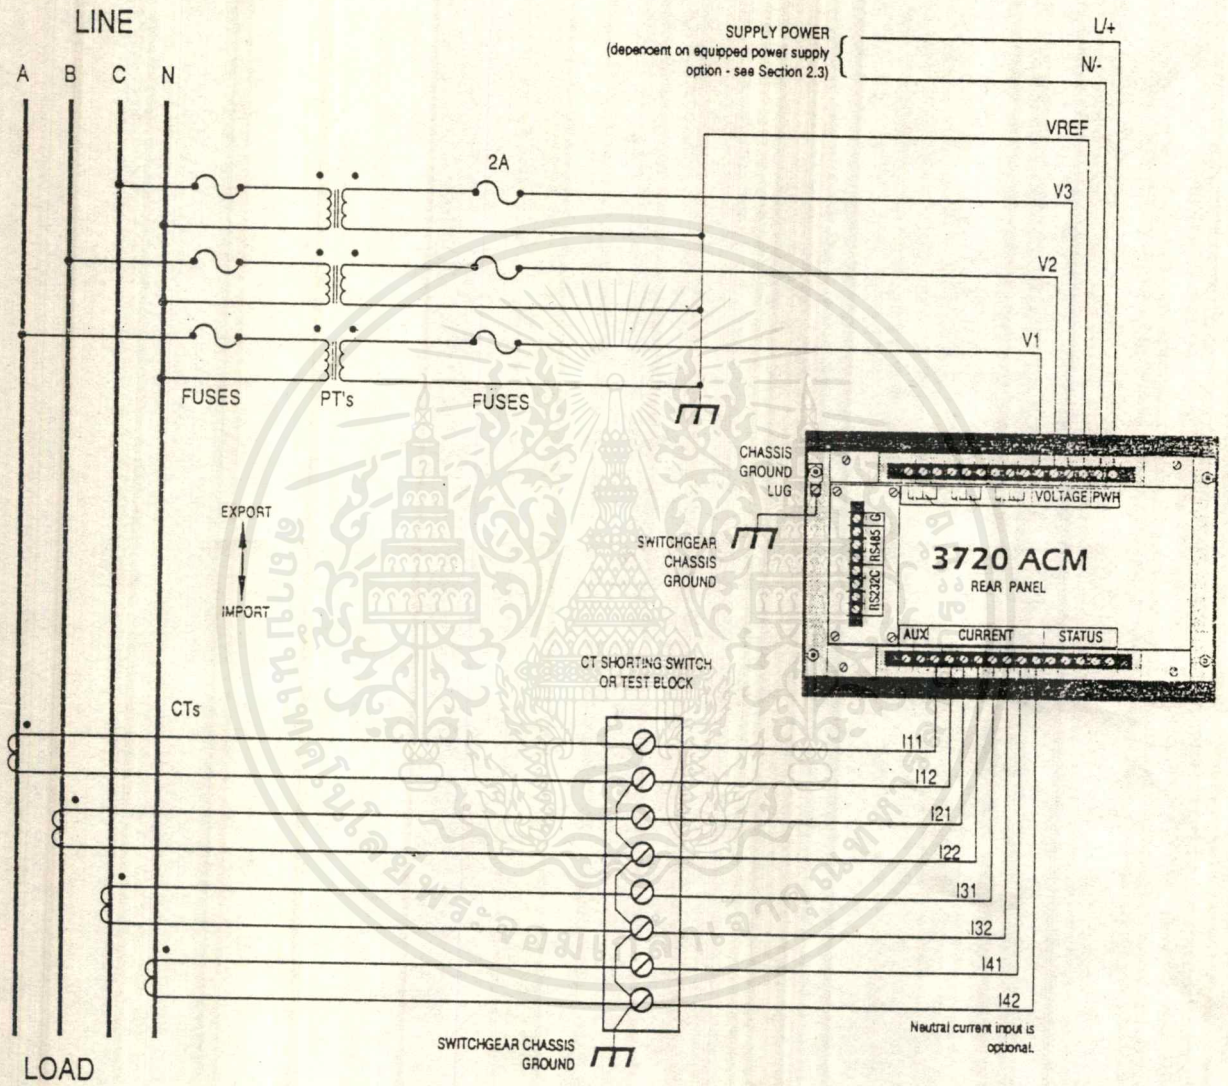 LINE
A B C N
SUPPLY POWER
(dependent on equipped power supply
option - see Section 2.3)
L/+
N/-
VREF
2A
V3
V2
V1
FUSES PT's FUSES
CHASSIS
GROUND
LUG
SWITCHGEAR
CHASSIS
GROUND
VOLTAGE PWR
RS232C RS485 G
3720 ACM
REAR PANEL
AUX CURRENT STATUS
EXPORT
IMPORT
CT SHORTING SWITCH
OR TEST BLOCK
CTs
I11
I12
I21
I22
I31
I32
I41
I42
Neutral current input is
optional.
SWITCHGEAR CHASSIS
GROUND
LOAD